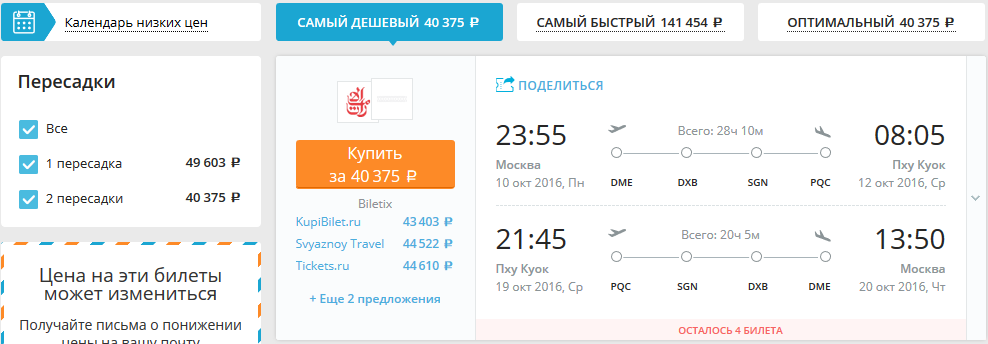 Календарь низких цен
САМЫЙ ДЕШЕВЫЙ 40 375 ₽
САМЫЙ БЫСТРЫЙ 141 454 ₽
ОПТИМАЛЬНЫЙ 40 375 ₽
Пересадки
Все
1 пересадка 49 603 ₽
2 пересадки 40 375 ₽
Цена на эти билеты
может измениться
Получайте письма о понижении
цены на вашу почту
Купить
за 40 375 ₽
Biletix
KupiBilet.ru 43 403 ₽
Svyaznoy Travel 44 522 ₽
Tickets.ru 44 610 ₽
+ Еще 2 предложения
ПОДЕЛИТЬСЯ
23:55 Всего: 28ч 10м 08:05
Москва Пху Куок
10 окт 2016, Пн DME DXB SGN PQC 12 окт 2016, Ср
21:45 Всего: 20ч 5м 13:50
Пху Куок Москва
19 окт 2016, Ср PQC SGN DXB DME 20 окт 2016, Чт
ОСТАЛОСЬ 4 БИЛЕТА